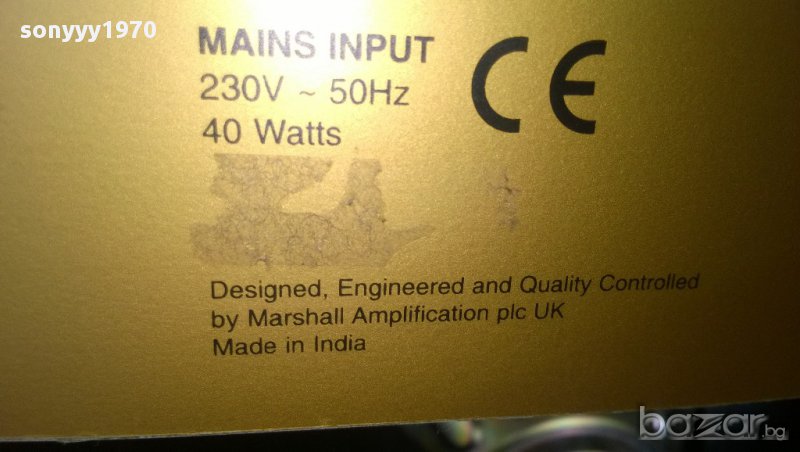 sonyyy1970
MAINS INPUT
230V ~ 50Hz
40 Watts
CE
Designed, Engineered and Quality Controlled
by Marshall Amplification plc UK
Made in India
bazar.bg